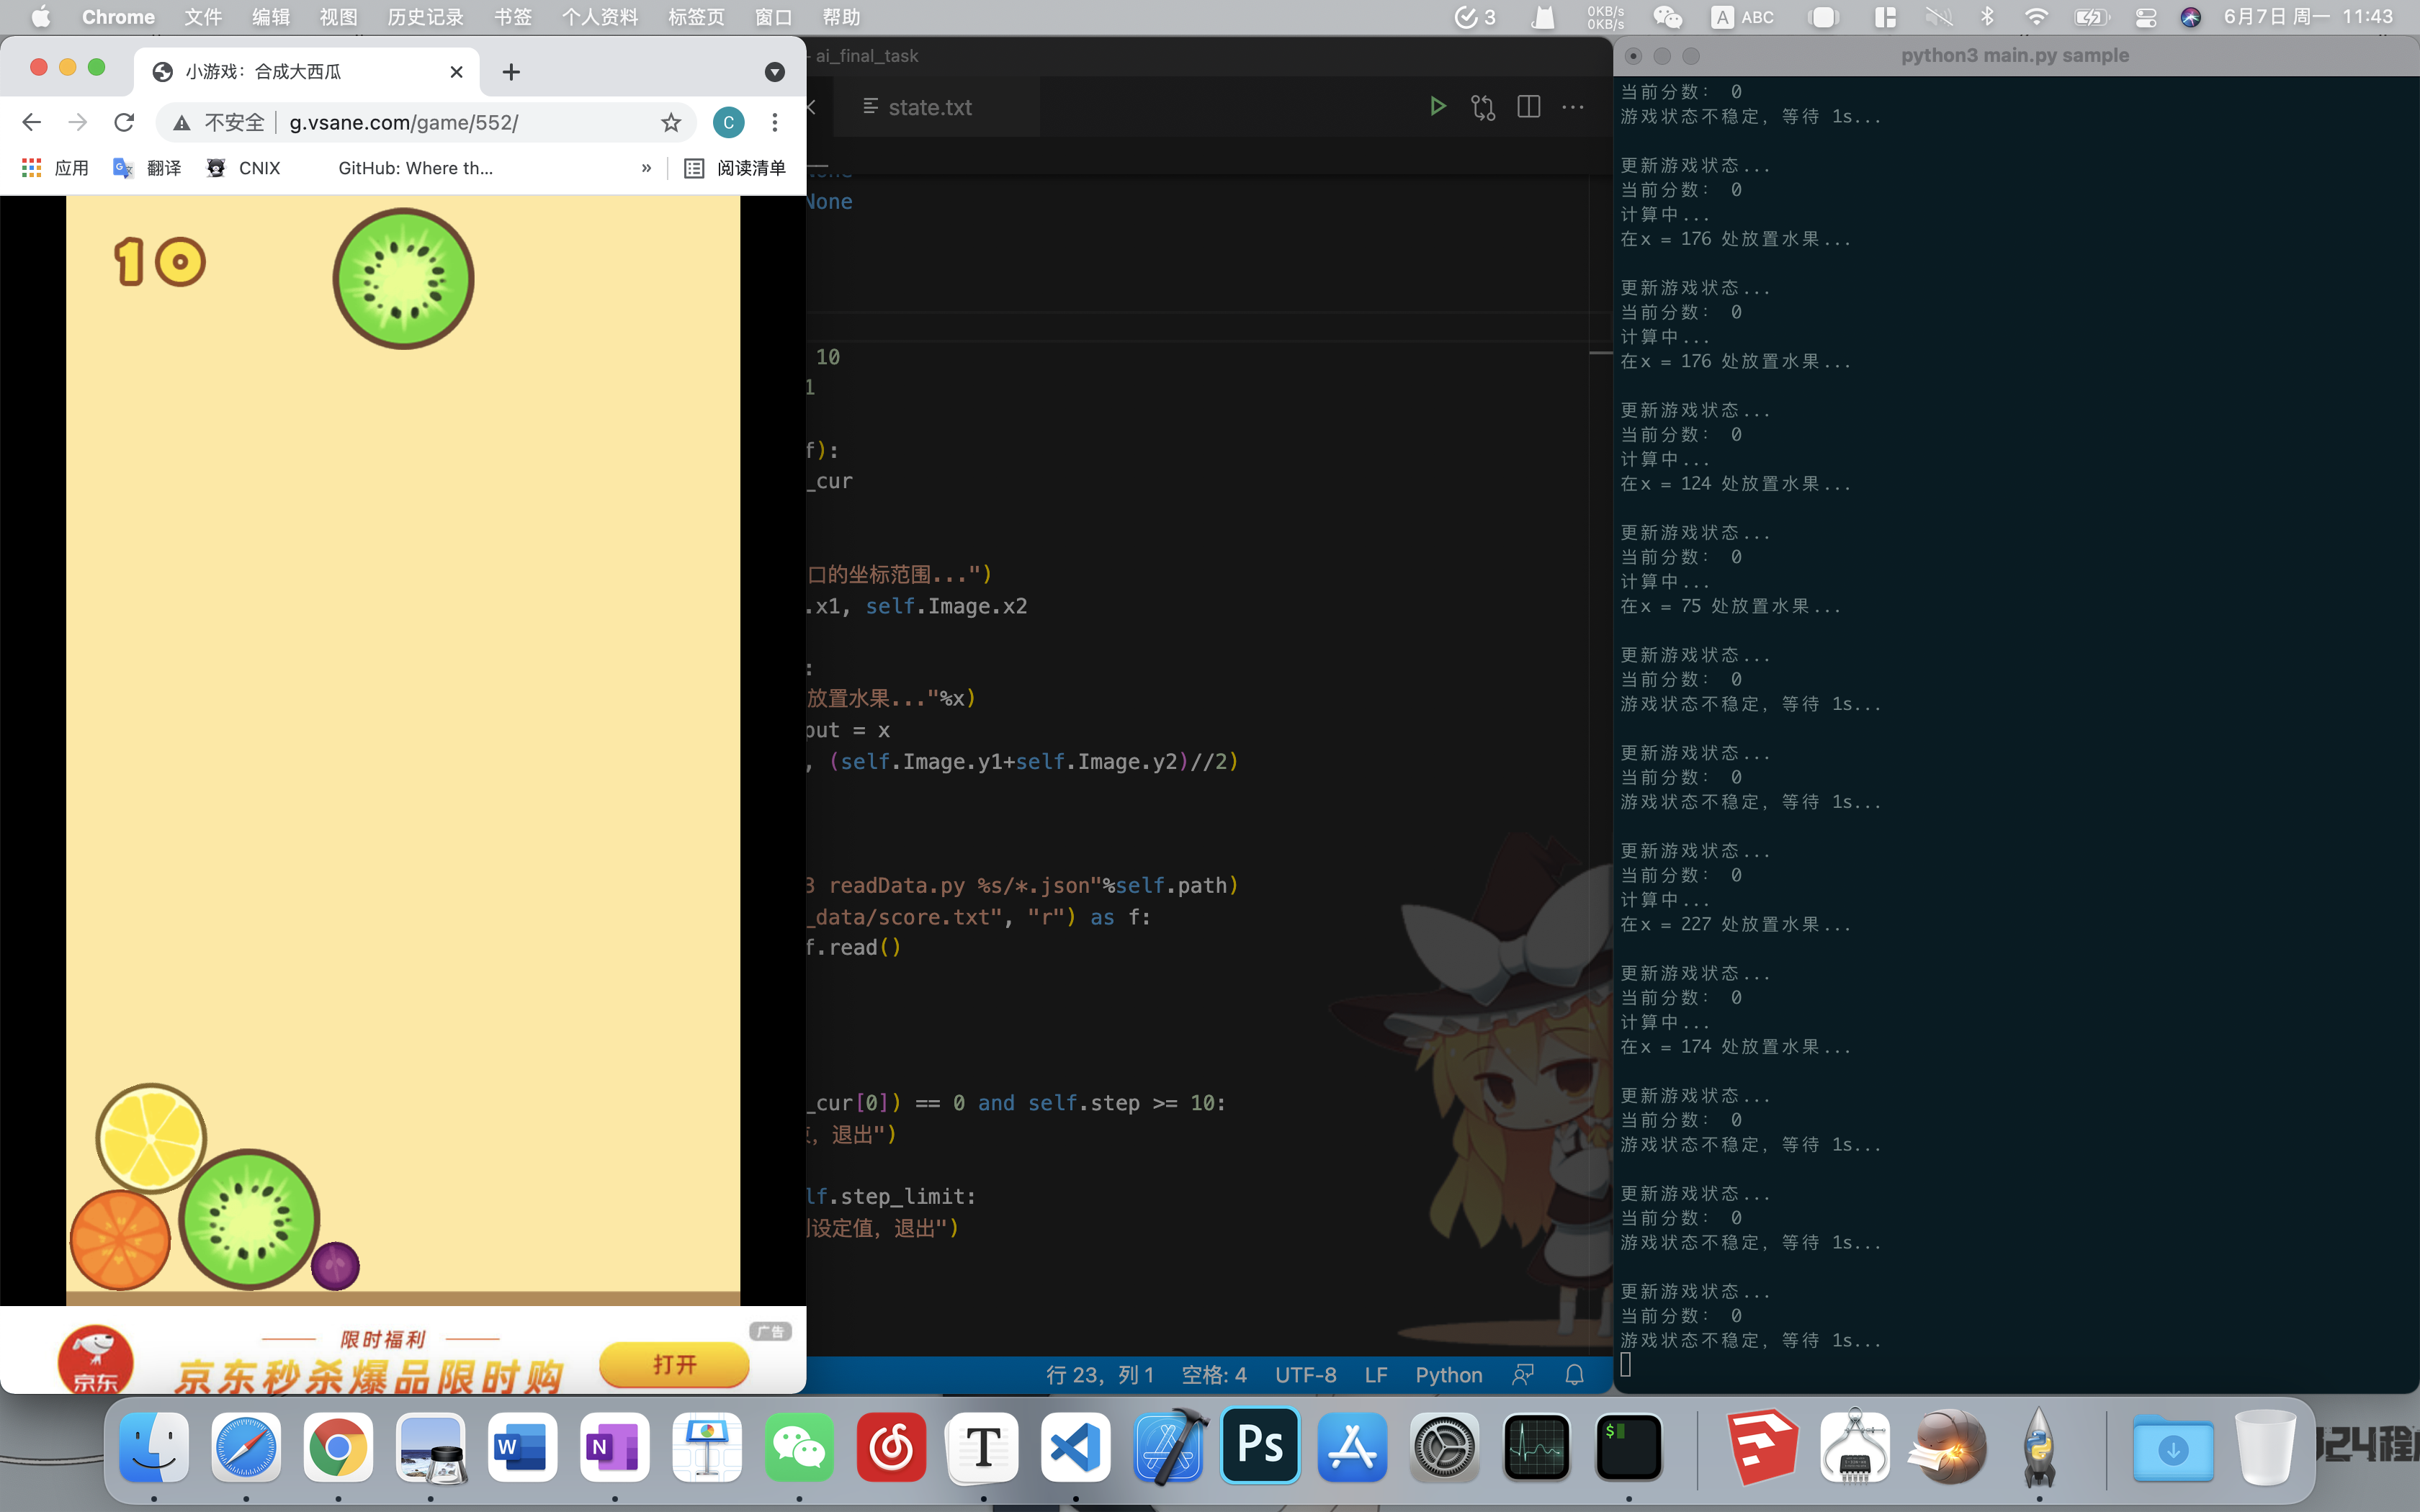 Chrome 文件 编辑 视图 历史记录 书签 个人资料 标签页 窗口 帮助 3 0KB/s 0KB/s A ABC 6月7日 周一 11:43
小游戏：合成大西瓜
不安全 g.vsane.com/game/552/ C
应用 翻译 CNIX GitHub: Where th... » 阅读清单
10
限时福利
广告
京东秒杀爆品限时购
打开
京东
ai_final_task
state.txt
None
10
1
f):
_cur
口的坐标范围...")
.x1, self.Image.x2
:
放置水果..."%x)
put = x
, (self.Image.y1+self.Image.y2)//2)
3 readData.py %s/*.json"%self.path)
_data/score.txt", "r") as f:
f.read()
_cur[0]) == 0 and self.step >= 10:
，退出")
lf.step_limit:
设定值，退出")
行 23，列 1 空格: 4 UTF-8 LF Python
python3 main.py sample
当前分数： 0
游戏状态不稳定，等待 1s...
更新游戏状态...
当前分数： 0
计算中...
在x = 176 处放置水果...
更新游戏状态...
当前分数： 0
计算中...
在x = 176 处放置水果...
更新游戏状态...
当前分数： 0
计算中...
在x = 124 处放置水果...
更新游戏状态...
当前分数： 0
计算中...
在x = 75 处放置水果...
更新游戏状态...
当前分数： 0
游戏状态不稳定，等待 1s...
更新游戏状态...
当前分数： 0
游戏状态不稳定，等待 1s...
更新游戏状态...
当前分数： 0
计算中...
在x = 227 处放置水果...
更新游戏状态...
当前分数： 0
计算中...
在x = 174 处放置水果...
更新游戏状态...
当前分数： 0
游戏状态不稳定，等待 1s...
更新游戏状态...
当前分数： 0
游戏状态不稳定，等待 1s...
更新游戏状态...
当前分数： 0
游戏状态不稳定，等待 1s...
W N T Ps $